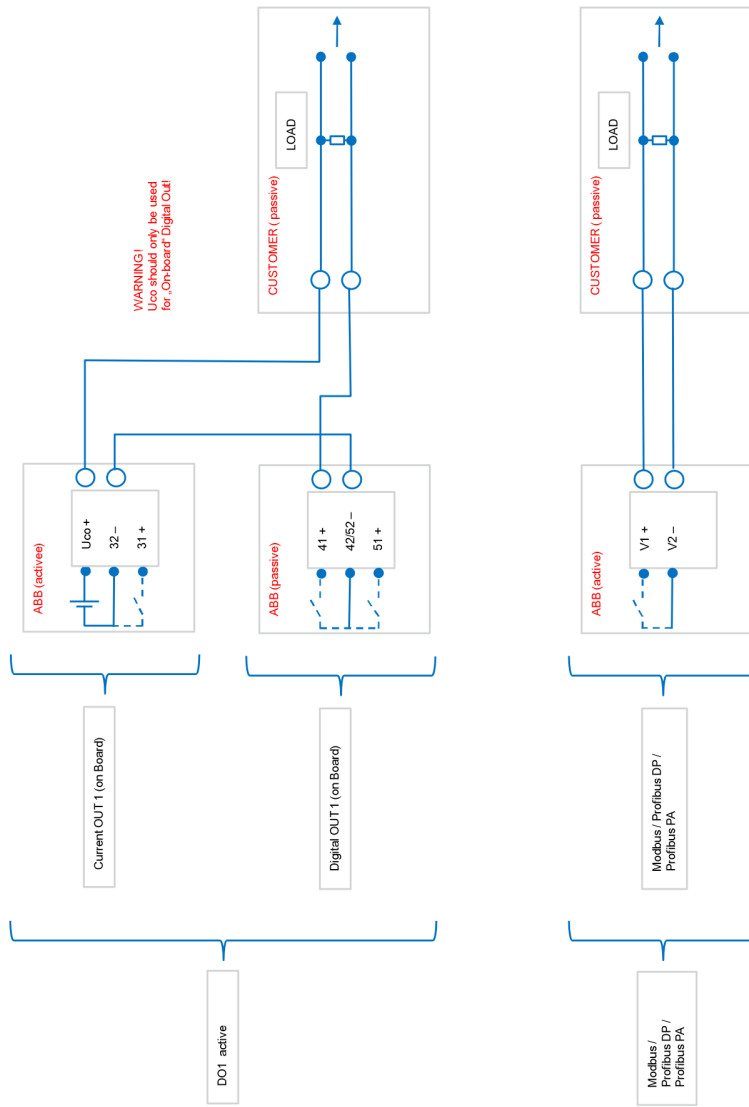 DO1 active
Current OUT 1 (on Board)
ABB (activee)
Uco +
32 –
31 +
WARNING !
Uco should only be used
for „On-board“ Digital Out!
Digital OUT 1 (on Board)
ABB (passive)
41 +
42/52 –
51 +
CUSTOMER ( passive)
LOAD
Modbus /
Profibus DP /
Profibus PA
Modbus / Profibus DP /
Profibus PA
ABB (active)
V1 +
V2 –
CUSTOMER (passive)
LOAD